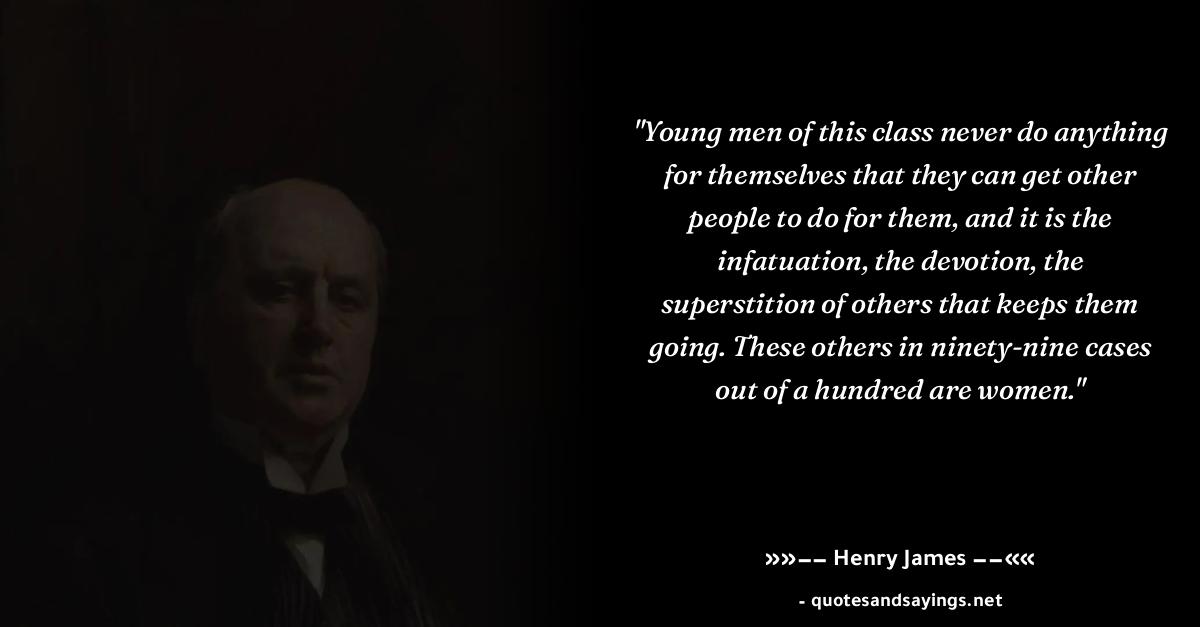 "Young men of this class never do anything
for themselves that they can get other
people to do for them, and it is the
infatuation, the devotion, the
superstition of others that keeps them
going. These others in ninety-nine cases
out of a hundred are women."
»»–– Henry James ––««
- quotesandsayings.net